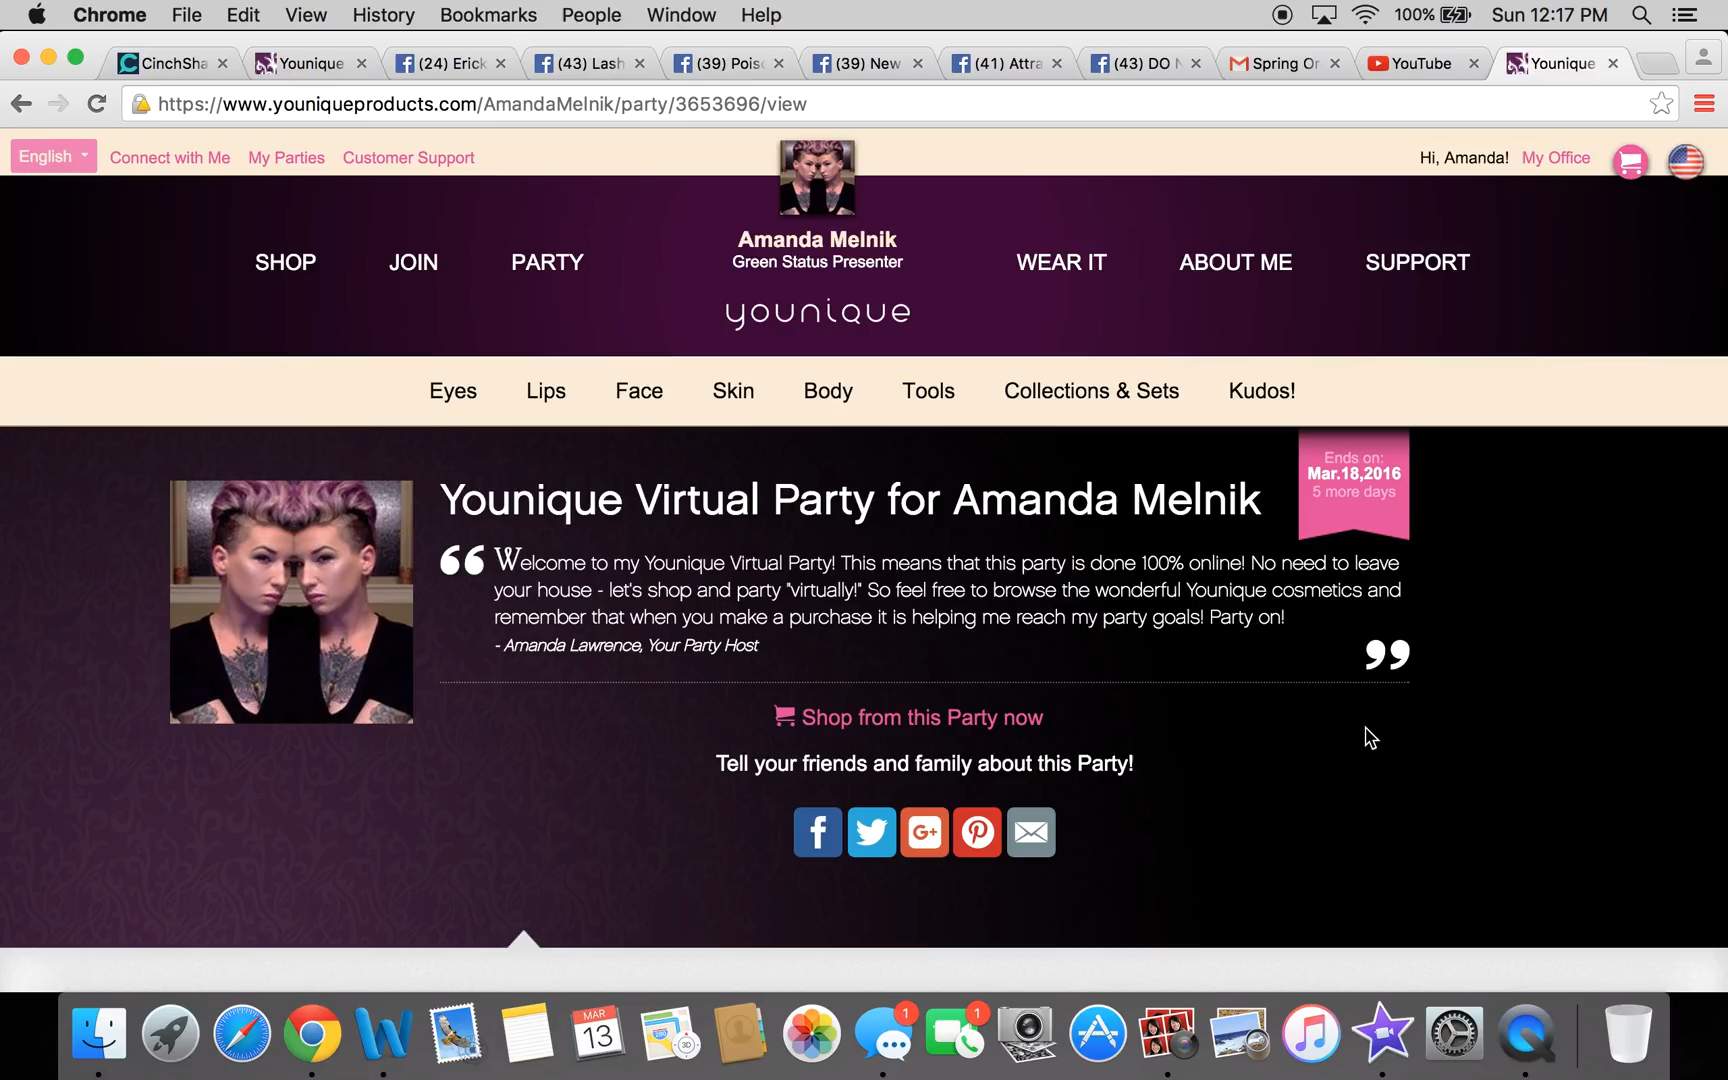 Chrome File Edit View History Bookmarks People Window Help 100% Sun 12:17 PM
CinchSha Younique (24) Erick (43) Lash (39) Pois (39) New (41) Attra (43) DO Spring Or YouTube Younique
https://www.youniqueproducts.com/AmandaMelnik/party/3653696/view
English Connect with Me My Parties Customer Support Hi, Amanda! My Office
SHOP JOIN PARTY Amanda Melnik WEAR IT ABOUT ME SUPPORT
Green Status Presenter
younique
Eyes Lips Face Skin Body Tools Collections & Sets Kudos!
Ends on:
Mar.18,2016
5 more days
Younique Virtual Party for Amanda Melnik
“ Welcome to my Younique Virtual Party! This means that this party is done 100% online! No need to leave
your house - let's shop and party "virtually!" So feel free to browse the wonderful Younique cosmetics and
remember that when you make a purchase it is helping me reach my party goals! Party on!
- Amanda Lawrence, Your Party Host ”
Shop from this Party now
Tell your friends and family about this Party!
f G+
MAR 1 1
13
280
3D